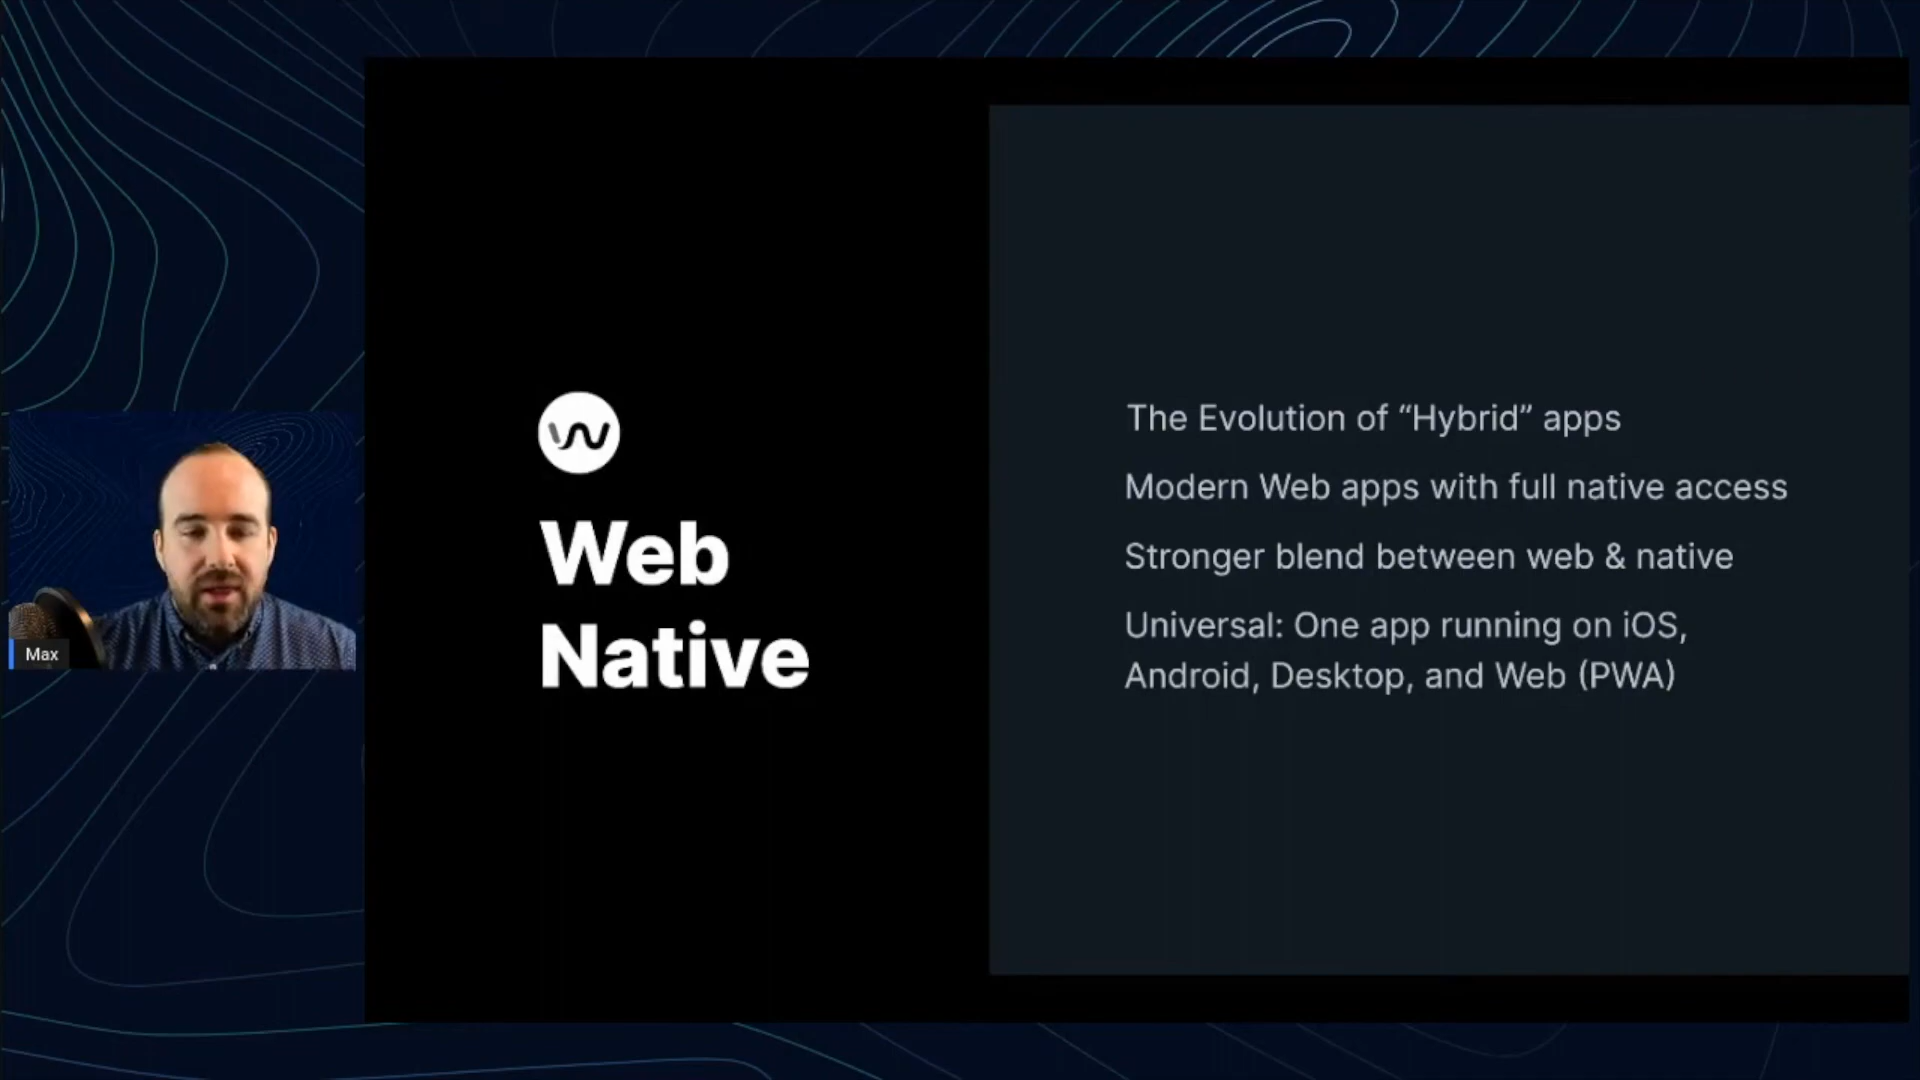 Max
Web
Native
The Evolution of “Hybrid” apps
Modern Web apps with full native access
Stronger blend between web & native
Universal: One app running on iOS,
Android, Desktop, and Web (PWA)